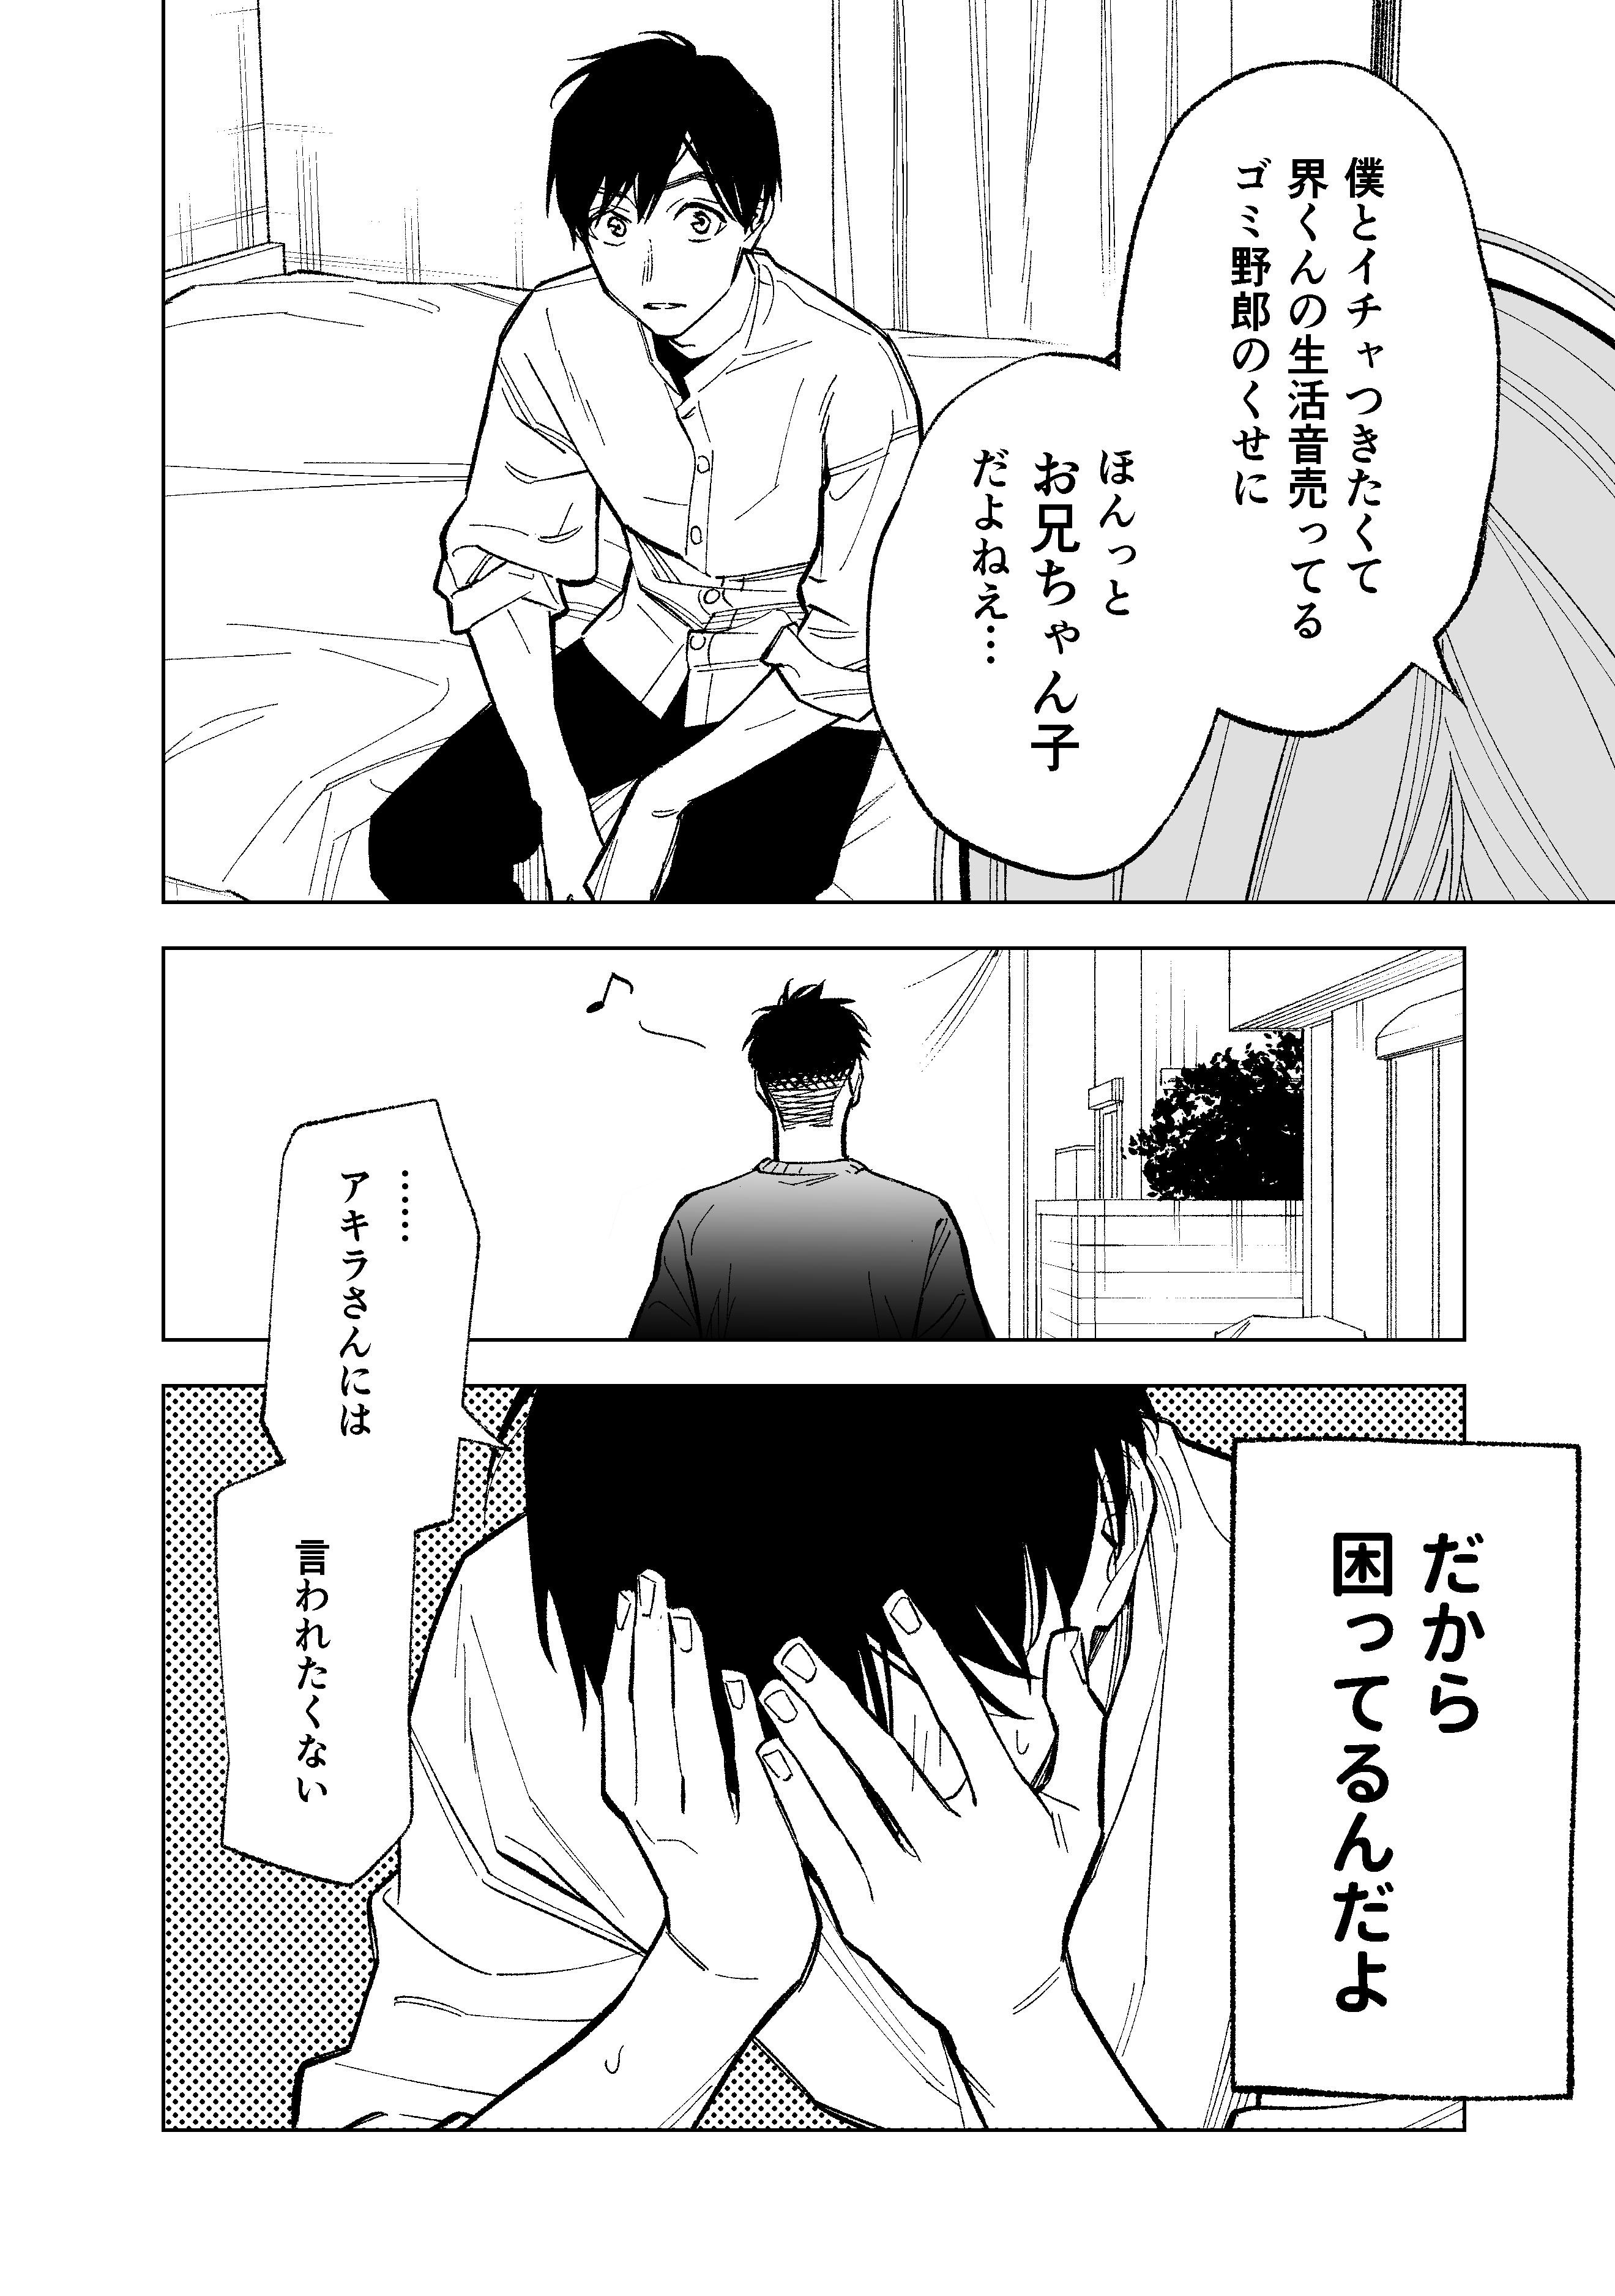 僕とイチャつきたくて
界くんの生活音売ってる
ゴミ野郎のくせに
ほんっと
お兄ちゃん子
だよねえ…
だから
困ってるんだよ
……
アキラさんには
言われたくない